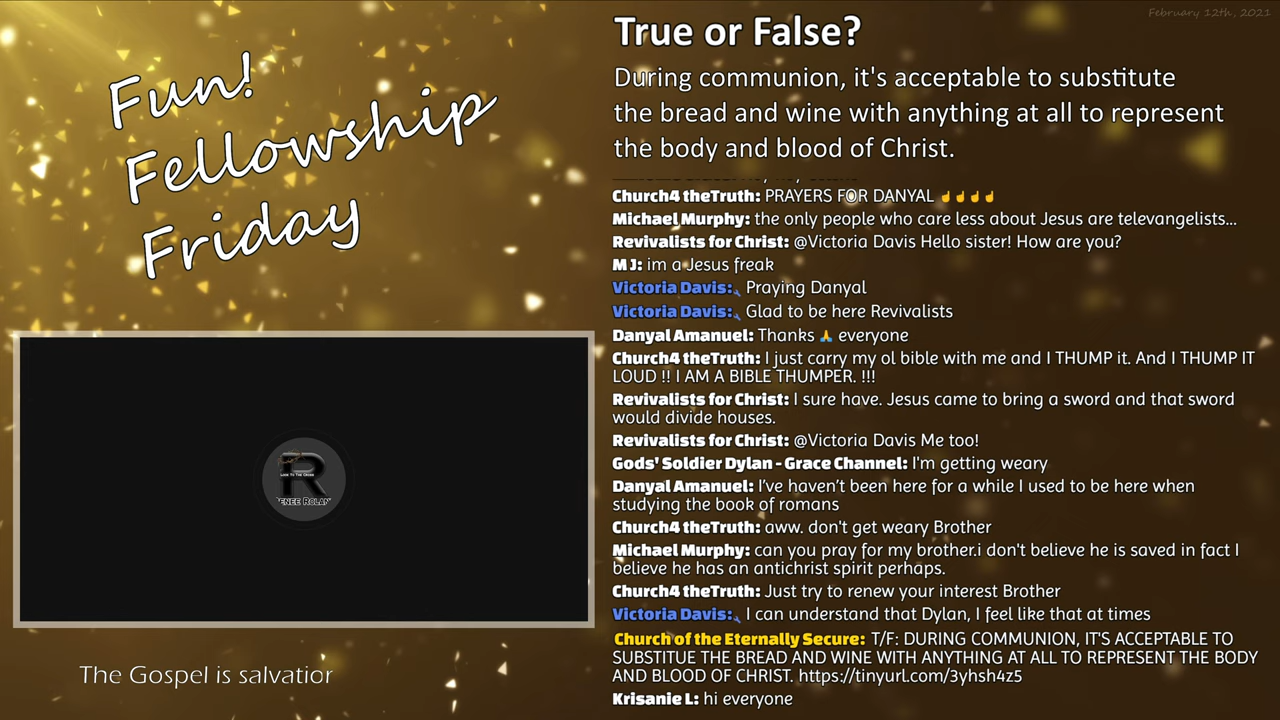 February 12th, 2021
Fun!
Fellowship
Friday
True or False?
During communion, it's acceptable to substitute
the bread and wine with anything at all to represent
the body and blood of Christ.
Church4 theTruth: PRAYERS FOR DANYAL ☝☝☝☝
Michael Murphy: the only people who care less about Jesus are televangelists...
Revivalists for Christ: @Victoria Davis Hello sister! How are you?
M J: im a Jesus freak
Victoria Davis: Praying Danyal
Victoria Davis: Glad to be here Revivalists
Danyal Amanuel: Thanks 🙏 everyone
Church4 theTruth: I just carry my ol bible with me and I THUMP it. And I THUMP IT
LOUD !! I AM A BIBLE THUMPER. !!!
Revivalists for Christ: I sure have. Jesus came to bring a sword and that sword
would divide houses.
Revivalists for Christ: @Victoria Davis Me too!
Gods' Soldier Dylan - Grace Channel: I'm getting weary
Danyal Amanuel: I've haven't been here for a while I used to be here when
studying the book of romans
Church4 theTruth: aww. don't get weary Brother
Michael Murphy: can you pray for my brother.i don't believe he is saved in fact I
believe he has an antichrist spirit perhaps.
Church4 theTruth: Just try to renew your interest Brother
Victoria Davis: I can understand that Dylan, I feel like that at times
Church of the Eternally Secure: T/F: DURING COMMUNION, IT'S ACCEPTABLE TO
SUBSTITUE THE BREAD AND WINE WITH ANYTHING AT ALL TO REPRESENT THE BODY
AND BLOOD OF CHRIST. https://tinyurl.com/3yhsh4z5
Krisanie L: hi everyone
R
The Gospel is salvation